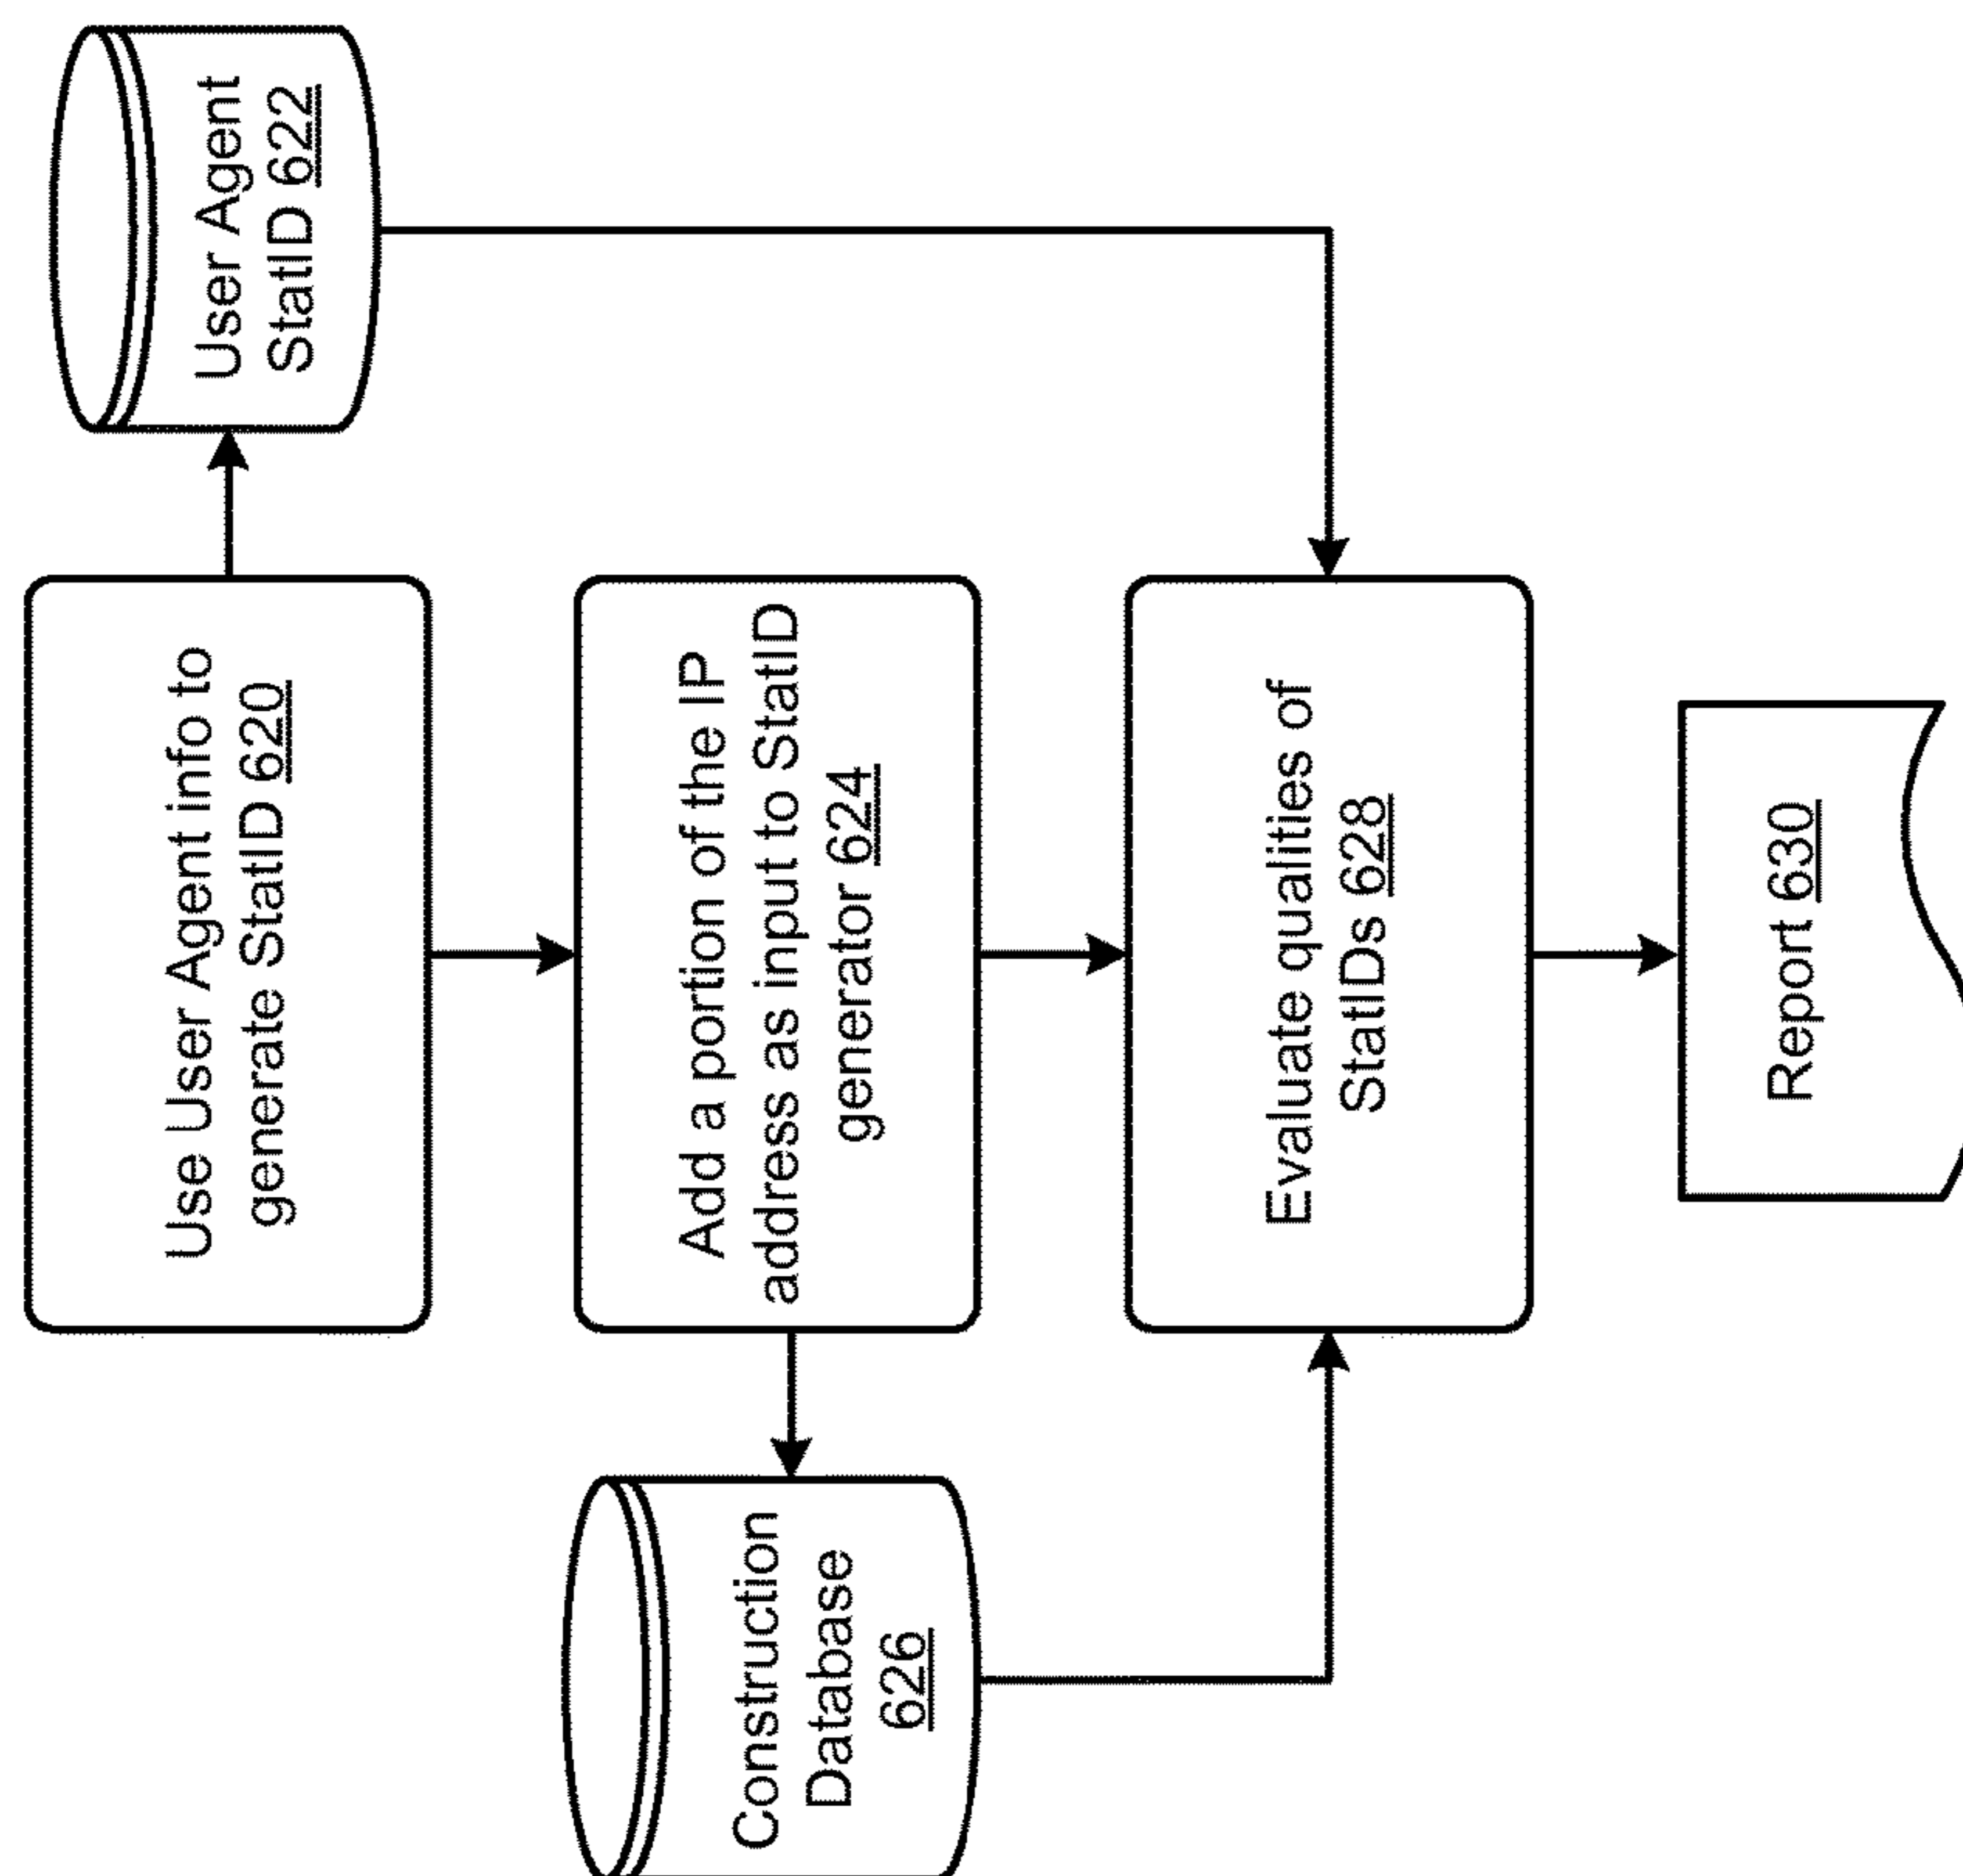 Use User Agent info to
generate StatID 620
User Agent
StatID 622
Add a portion of the IP
address as input to StatID
generator 624
Construction
Database
626
Evaluate qualities of
StatIDs 628
Report 630